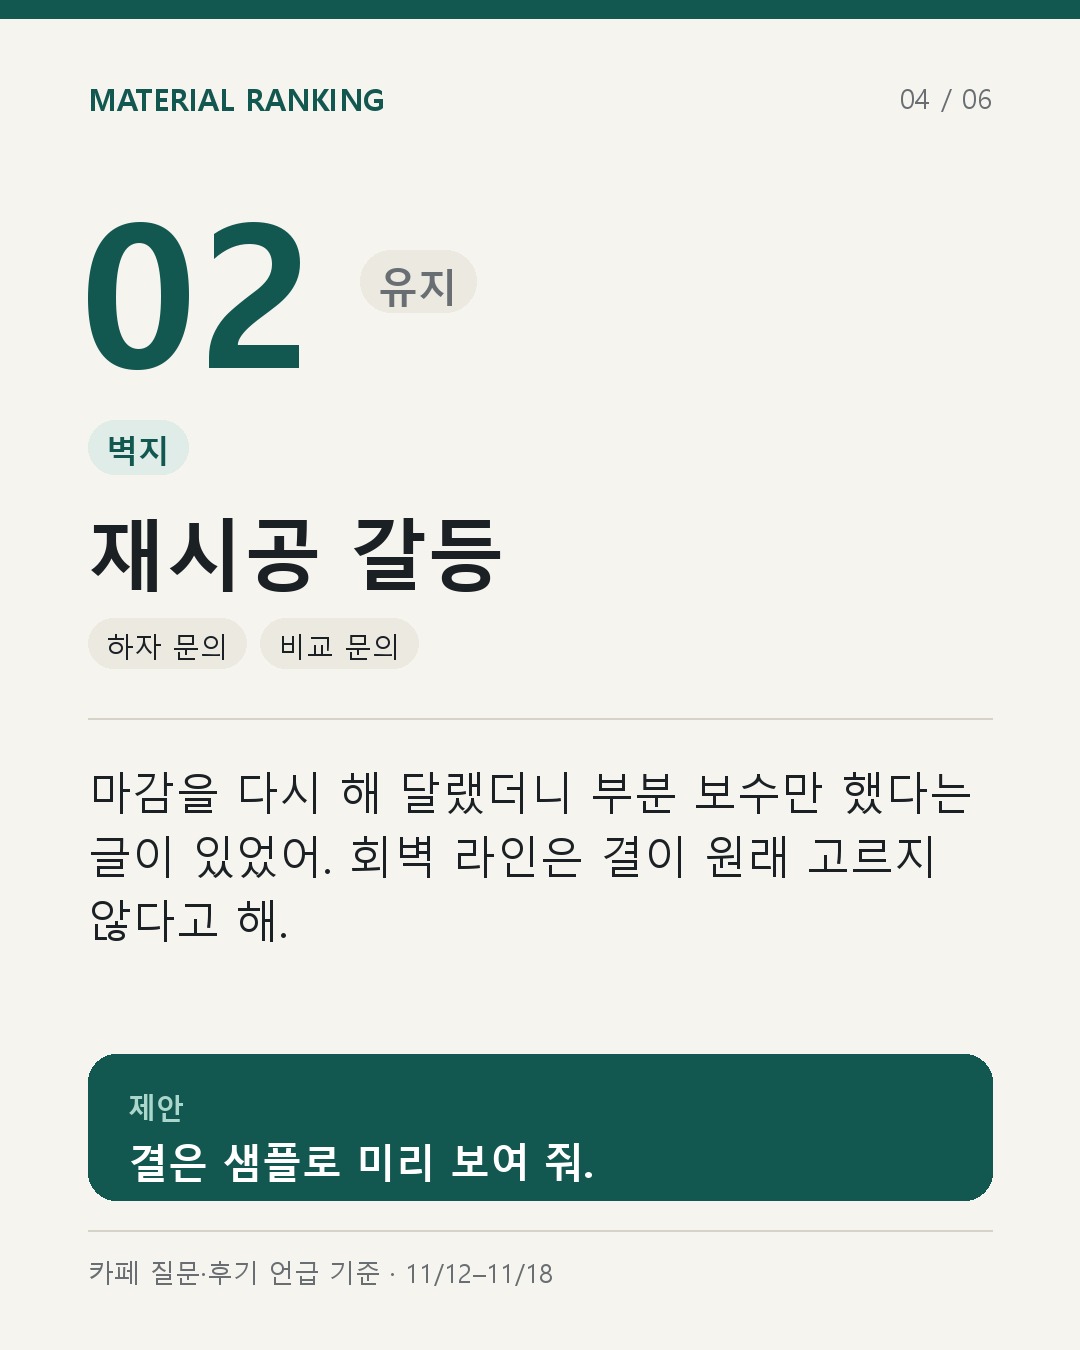 MATERIAL RANKING
04 / 06
02
유지
벽지
재시공 갈등
하자 문의
비교 문의
마감을 다시 해 달랬더니 부분 보수만 했다는
글이 있었어. 회벽 라인은 결이 원래 고르지
않다고 해.
제안
결은 샘플로 미리 보여 줘.
카페 질문·후기 언급 기준 · 11/12–11/18